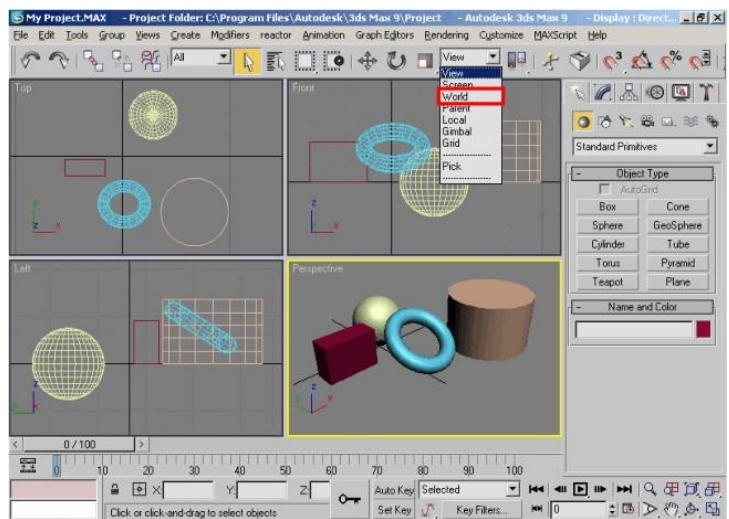 My Project.MAX - Project Folder: C:\Program Files\Autodesk\3ds Max 9\Project - Autodesk 3ds Max 9 - Display : Direct...
File Edit Tools Group Views Create Modifiers reactor Animation Graph Editors Rendering Customize MAXScript Help
All View
View
Screen
World
Parent
Local
Gimbal
Grid
Pick
Top
Front
Left
Perspective
Standard Primitives
- Object Type
AutoGrid
Box Cone
Sphere GeoSphere
Cylinder Tube
Torus Pyramid
Teapot Plane
- Name and Color
y
z x
z
x
z
y
z
y x
< 0 / 100 >
0 10 20 30 40 50 60 70 80 90 100
X: Y: Z: Auto Key Selected
Click or click-and-drag to select objects Set Key Key Filters... 0